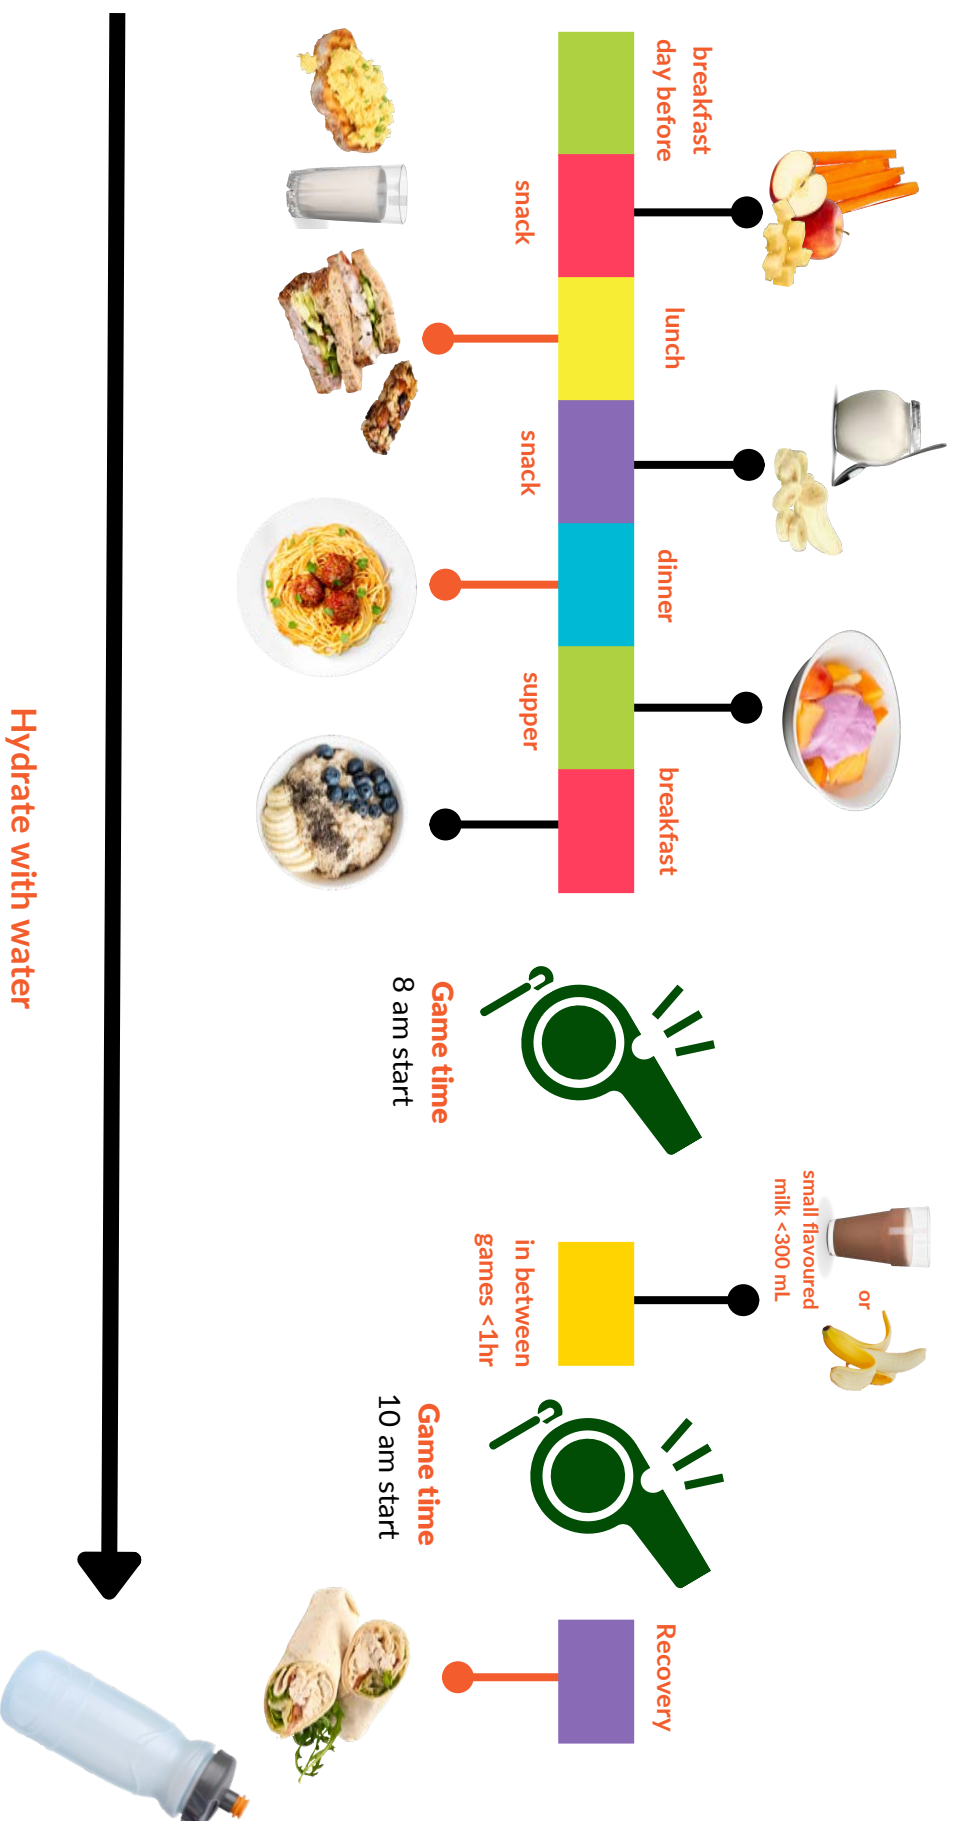 breakfast
day before
snack
lunch
snack
dinner
supper
breakfast
Game time
8 am start
small flavoured
milk <300 mL
or
in between
games <1hr
Game time
10 am start
Recovery
Hydrate with water